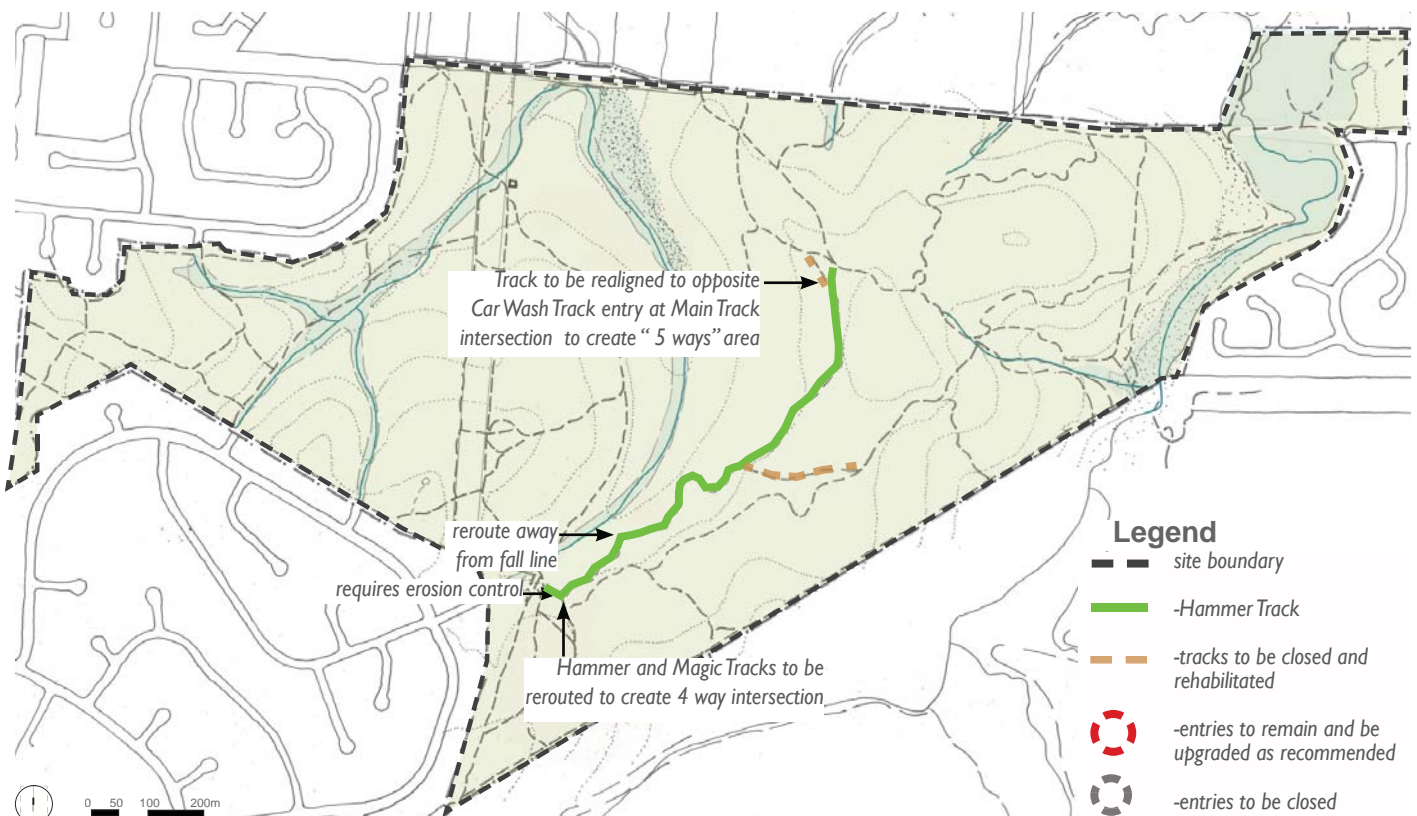 Track to be realigned to opposite
Car Wash Track entry at Main Track
intersection to create “ 5 ways” area
reroute away
from fall line
requires erosion control
Hammer and Magic Tracks to be
rerouted to create 4 way intersection
Legend
site boundary
-Hammer Track
-tracks to be closed and
rehabilitated
-entries to remain and be
upgraded as recommended
-entries to be closed
0 50 100 200m